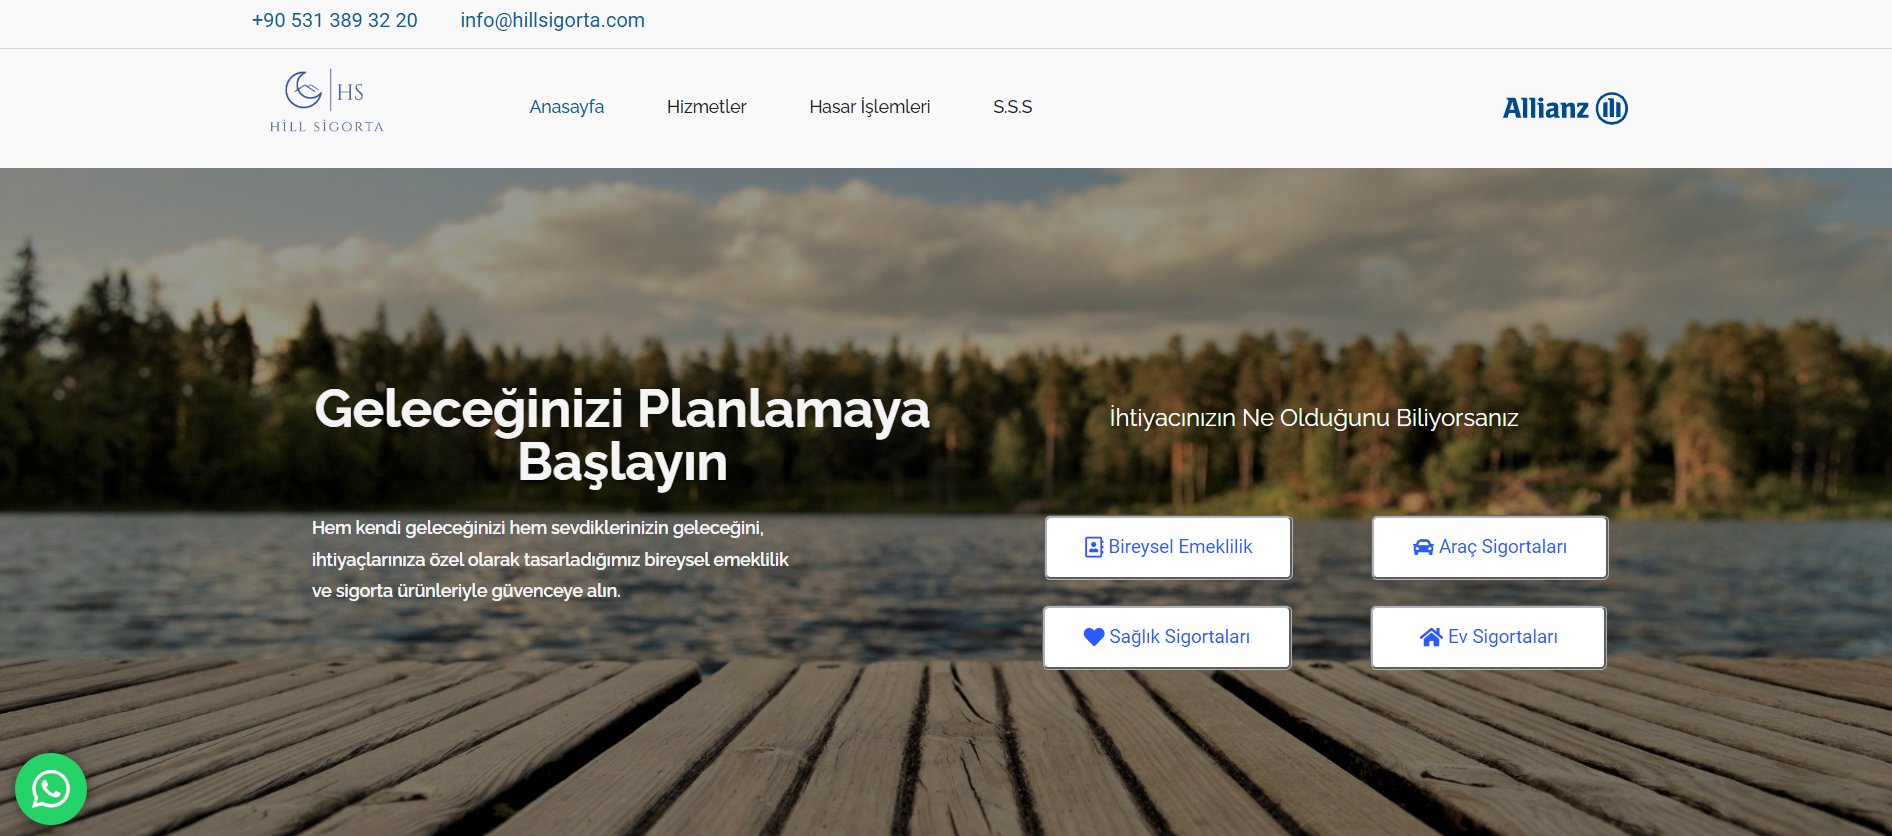 +90 531 389 32 20 info@hillsigorta.com
HS
HİLL SİGORTA
Anasayfa Hizmetler Hasar İşlemleri S.S.S
Allianz
Geleceğinizi Planlamaya
Başlayın
Hem kendi geleceğinizi hem sevdiklerinizin geleceğini,
ihtiyaçlarınıza özel olarak tasarladığımız bireysel emeklilik
ve sigorta ürünleriyle güvenceye alın.
İhtiyacınızın Ne Olduğunu Biliyorsanız
Bireysel Emeklilik
Araç Sigortaları
Sağlık Sigortaları
Ev Sigortaları